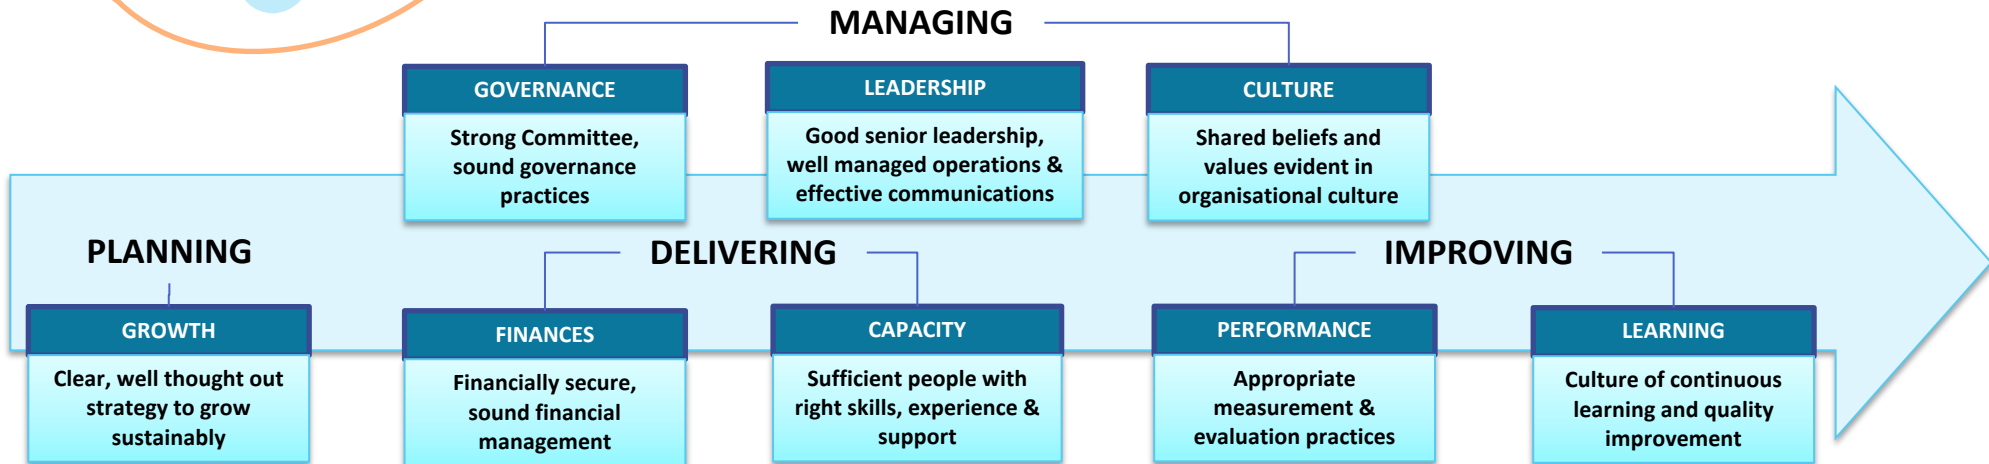 MANAGING
GOVERNANCE
Strong Committee,
sound governance
practices
LEADERSHIP
Good senior leadership,
well managed operations &
effective communications
CULTURE
Shared beliefs and
values evident in
organisational culture
PLANNING
GROWTH
Clear, well thought out
strategy to grow
sustainably
DELIVERING
FINANCES
Financially secure,
sound financial
management
CAPACITY
Sufficient people with
right skills, experience &
support
IMPROVING
PERFORMANCE
Appropriate
measurement &
evaluation practices
LEARNING
Culture of continuous
learning and quality
improvement